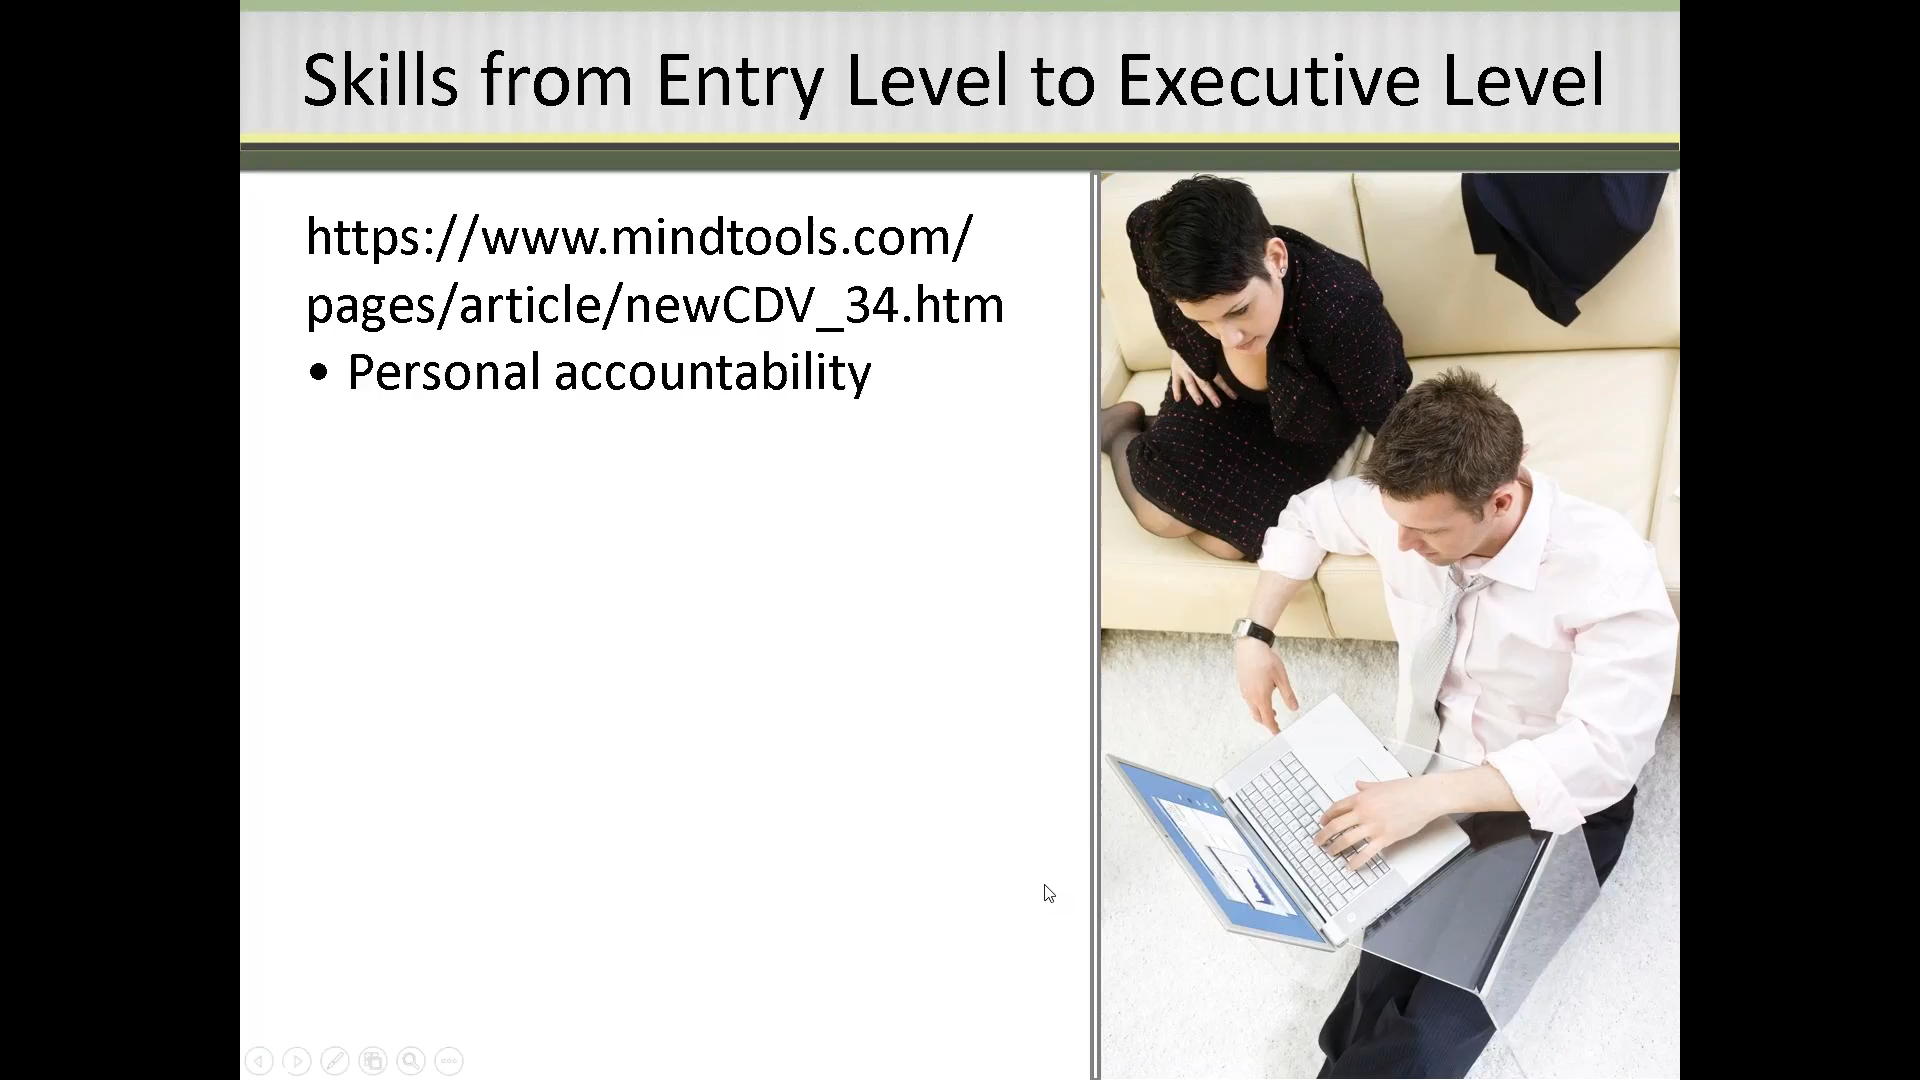 Skills from Entry Level to Executive Level
https://www.mindtools.com/
pages/article/newCDV_34.htm
• Personal accountability